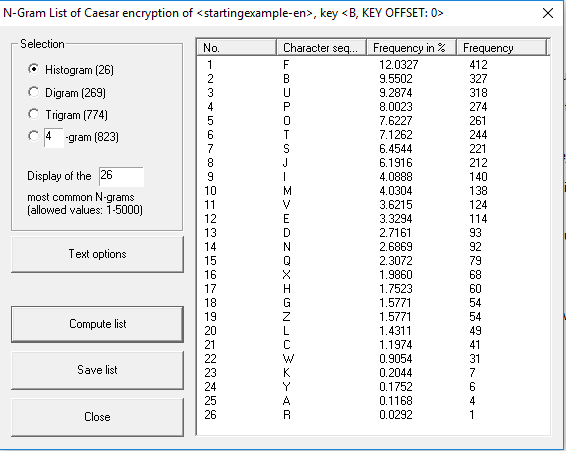 N-Gram List of Caesar encryption of <startingexample-en>, key <B, KEY OFFSET: 0>
Selection
Histogram (26)
Digram (269)
Trigram (774)
4 -gram (823)
Display of the 26
most common N-grams
(allowed values: 1-5000)
Text options
Compute list
Save list
Close
No. Character seq... Frequency in % Frequency
1 F 12.0327 412
2 B 9.5502 327
3 U 9.2874 318
4 P 8.0023 274
5 O 7.6227 261
6 T 7.1262 244
7 S 6.4544 221
8 J 6.1916 212
9 I 4.0888 140
10 M 4.0304 138
11 V 3.6215 124
12 E 3.3294 114
13 D 2.7161 93
14 N 2.6869 92
15 Q 2.3072 79
16 X 1.9860 68
17 H 1.7523 60
18 G 1.5771 54
19 Z 1.5771 54
20 L 1.4311 49
21 C 1.1974 41
22 W 0.9054 31
23 K 0.2044 7
24 Y 0.1752 6
25 A 0.1168 4
26 R 0.0292 1